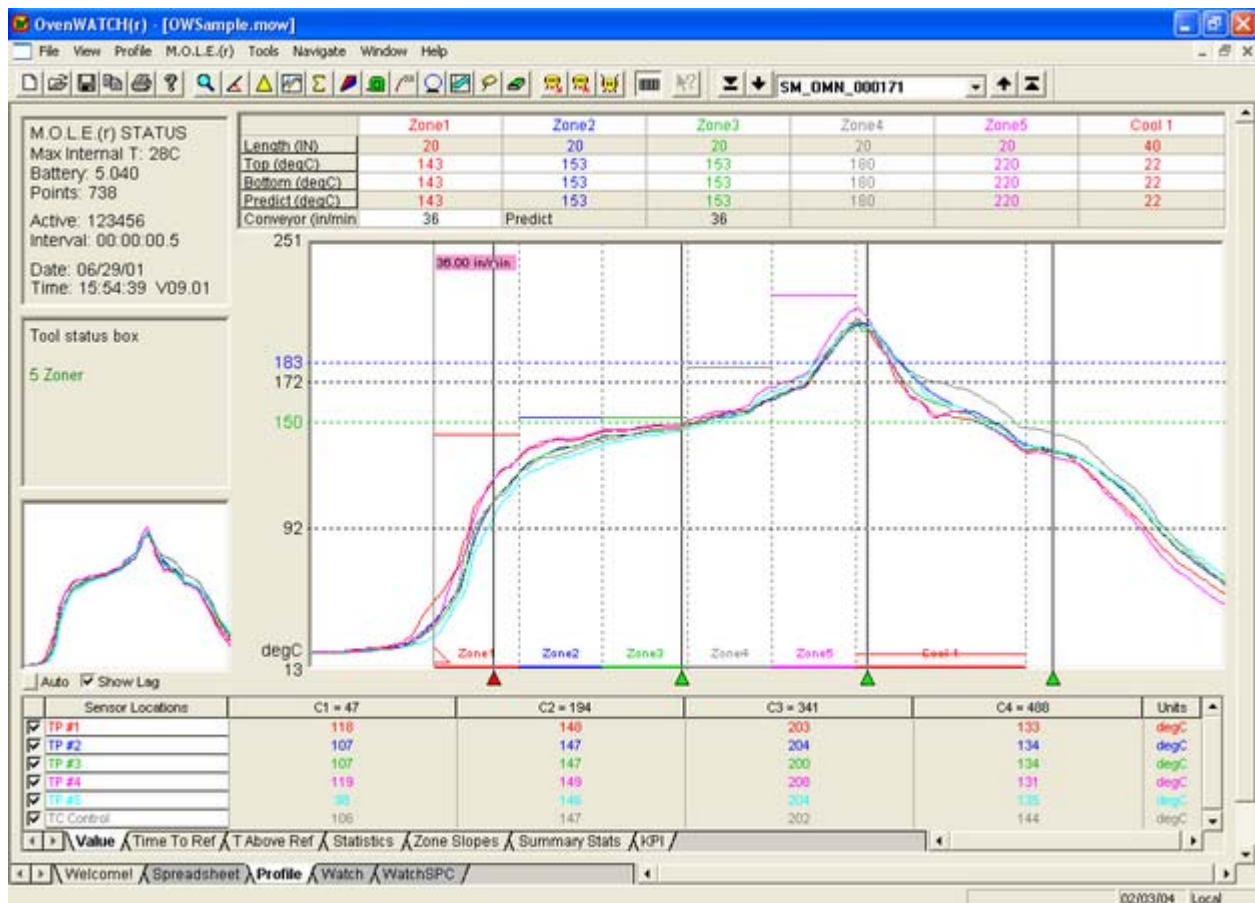 OvenWATCH(r) - [OWSample.mow]
File View Profile M.O.L.E.(r) Tools Navigate Window Help
SM_OMN_000171
M.O.L.E.(r) STATUS
Max Internal T: 28C
Battery: 5.040
Points: 738
Active: 123456
Interval: 00:00:00.5
Date: 06/29/01
Time: 15:54:39 V09.01
Tool status box
5 Zoner
Auto Show Lag
Zone1 Zone2 Zone3 Zone4 Zone5 Cool 1
Length (IN) 20 20 20 20 20 40
Top (degC) 143 153 153 180 220 22
Bottom (degC) 143 153 153 180 220 22
Predict (degC) 143 153 153 180 220 22
Conveyor (in/min 36 Predict 36
251
36.00 in/min
183
172
150
92
degC
13
Zone1 Zone2 Zone3 Zone4 Zone5 Cool 1
Sensor Locations C1 = 47 C2 = 194 C3 = 341 C4 = 488 Units
TP #1 118 148 203 133 degC
TP #2 107 147 204 134 degC
TP #3 107 147 200 134 degC
TP #4 119 149 208 131 degC
TP #5 98 146 204 135 degC
TC Control 106 147 202 144 degC
Value Time To Ref T Above Ref Statistics Zone Slopes Summary Stats KPI
Welcome! Spreadsheet Profile Watch WatchSPC
02/03/04 Local